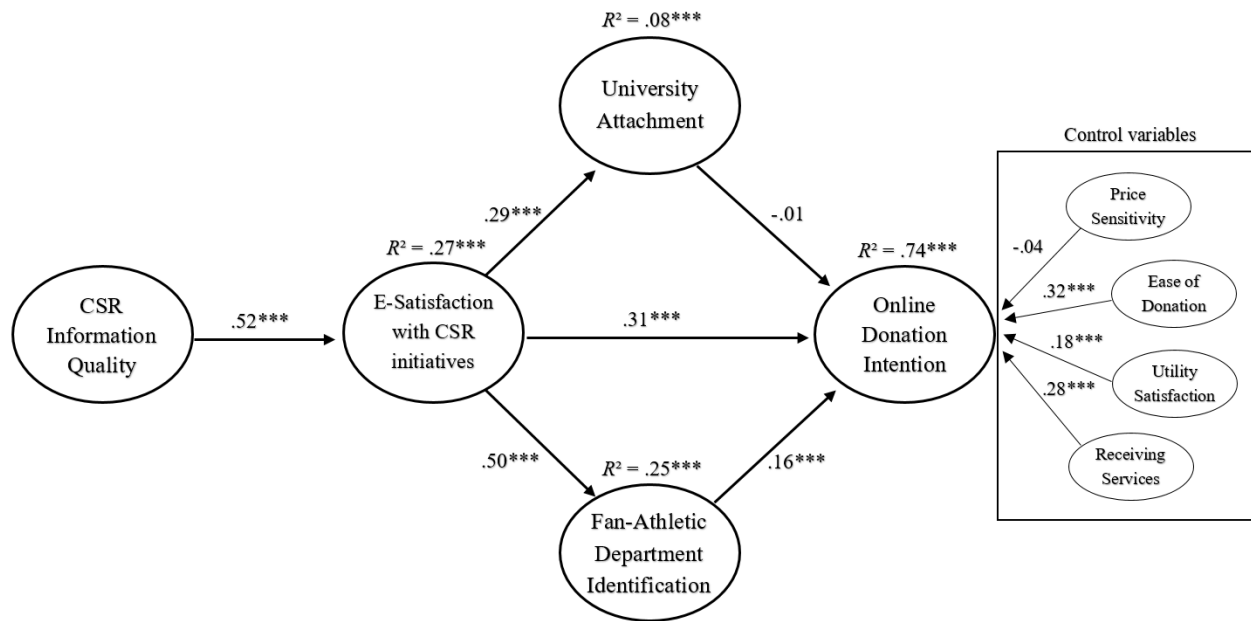 R² = .08***
University
Attachment
Control variables
Price
Sensitivity
.29***
-.01
R² = .27***
R² = .74***
-.04
CSR
Information
Quality
.52***
E-Satisfaction
with CSR
initiatives
.31***
Online
Donation
Intention
.32***
Ease of
Donation
.18***
Utility
Satisfaction
.28***
.50***
R² = .25***
.16***
Receiving
Services
Fan-Athletic
Department
Identification